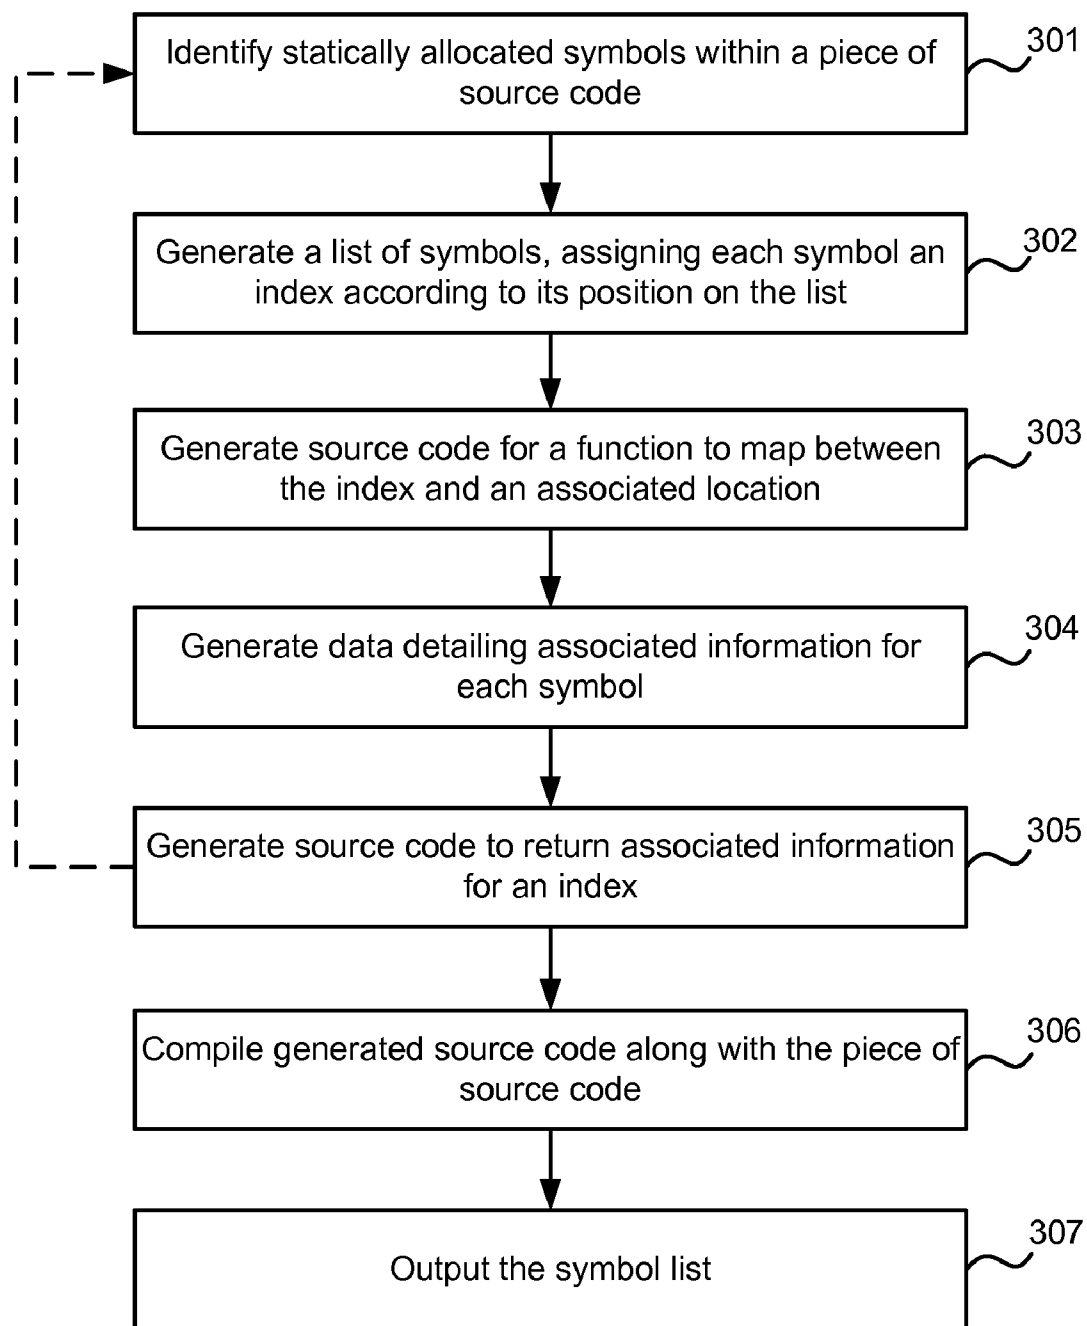 Identify statically allocated symbols within a piece of
source code
301
Generate a list of symbols, assigning each symbol an
index according to its position on the list
302
Generate source code for a function to map between
the index and an associated location
303
Generate data detailing associated information for
each symbol
304
Generate source code to return associated information
for an index
305
Compile generated source code along with the piece of
source code
306
Output the symbol list
307